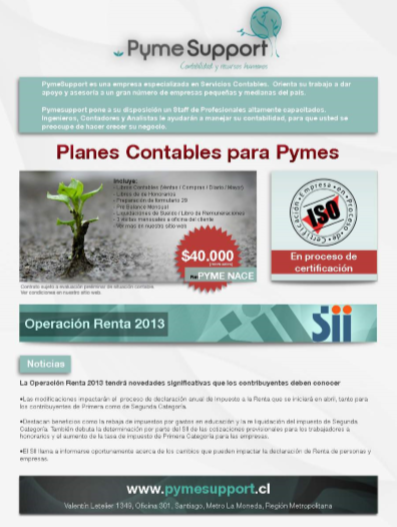 Pyme Support
Contabilidad y recursos humanos
PymeSupport es una empresa especializada en Servicios Contables. Orienta su trabajo a dar
apoyo y asesoría a un gran número de empresas pequeñas y medianas del país.
Pymesupport pone a su disposición un Staff de Profesionales altamente capacitados.
Ingenieros, Contadores y Analistas le ayudarán a manejar su contabilidad, para que usted se
preocupe de hacer crecer su negocio.
Planes Contables para Pymes
Incluye:
- Libros Contables (Ventas / Compras / Diario / Mayor)
- Libros de de Honorarios
- Preparación de formulario 29
- Pre Balance Mensual
- Liquidaciones de Sueldo / Libro de Remuneraciones
- 2 visitas mensuales a oficina del cliente
- Ver más en nuestro sitio web
$40.000
PYME NACE
Empresa en Proceso de Certificación
ISO
En proceso de
certificación
Contrato sujeto a evaluación preliminar de situación contable.
Ver condiciones en nuestro sitio web.
Operación Renta 2013
Sii
Noticias
La Operación Renta 2013 tendrá novedades significativas que los contribuyentes deben conocer
•Las modificaciones impactarán el proceso de declaración anual de impuesto a la Renta que se iniciará en abril, tanto para
los contribuyentes de Primera como de Segunda Categoría.
•Destacan beneficios como la rebaja de impuestos por gastos en educación y la re liquidación del impuesto de Segunda
Categoría. También debuta la determinación por parte del SII de las cotizaciones previsionales para los trabajadores a
honorarios y el aumento de la tasa de impuesto de Primera Categoría para las empresas.
•El SII llama a informarse oportunamente acerca de los cambios que pueden impactar la declaración de Renta de personas y
empresas.
www.pymesupport.cl
Valentín Letelier 1349, Oficina 301, Santiago, Metro La Moneda, Región Metropolitana